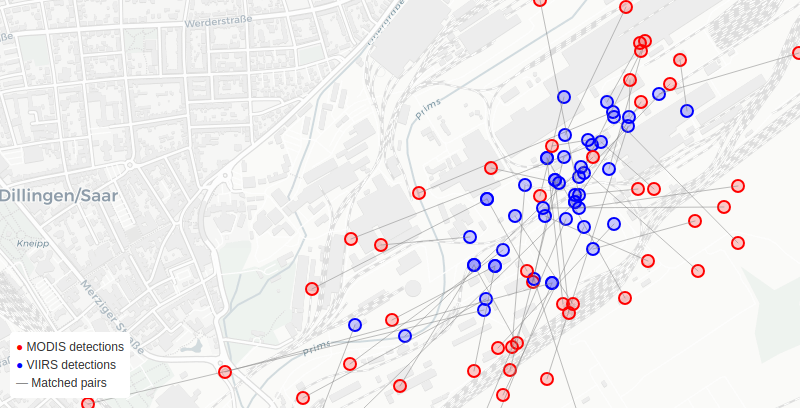 Werderstraße
Prims
Dillingen/Saar
Kneipp
Merziger Straße
Prims
MODIS detections
VIIRS detections
Matched pairs